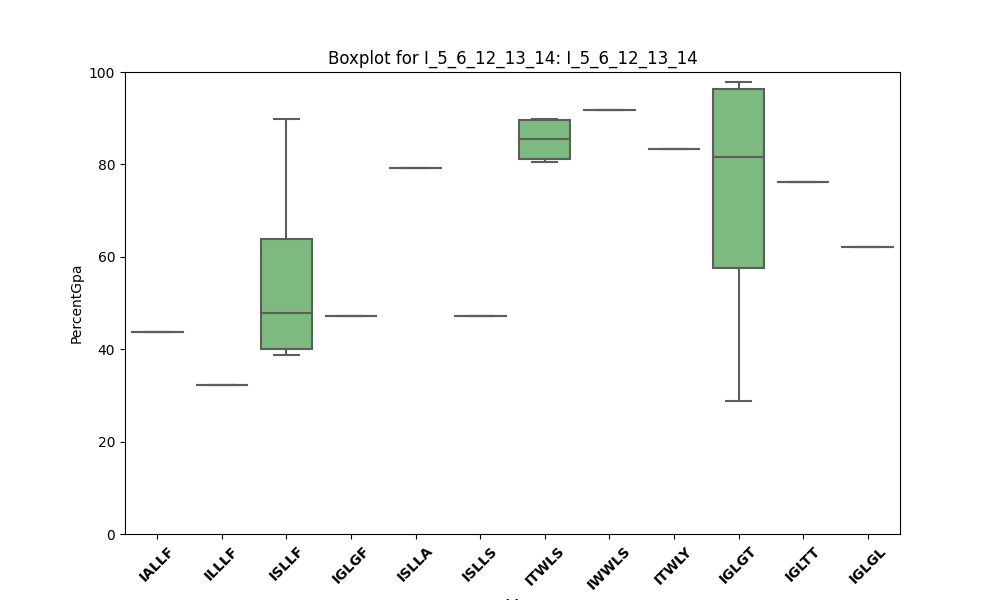 Boxplot for I_5_6_12_13_14: I_5_6_12_13_14
100
80
60
40
20
0
PercentGpa
IALLF
ILLLF
ISLLF
IGLGF
ISLLA
ISLLS
ITWLS
IWWLS
ITWLY
IGLGT
IGLTT
IGLGL